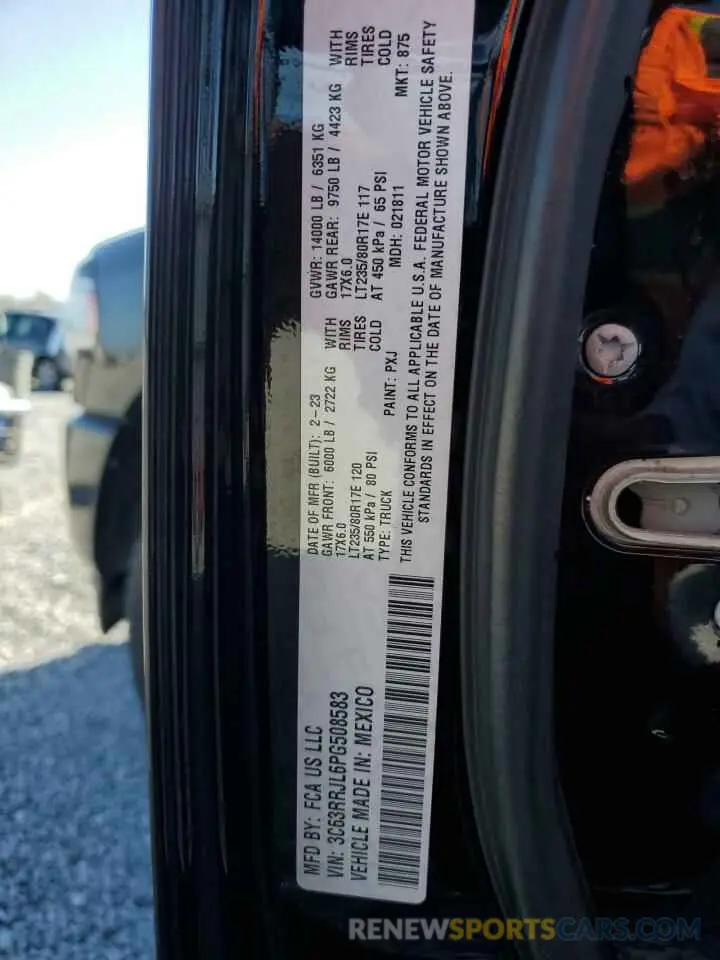 MFD BY: FCA US LLC
VIN: 3C63RRJL6PG508583
VEHICLE MADE IN: MEXICO
DATE OF MFR (BUILT): 2-23
GAWR FRONT: 6000 LB / 2722 KG WITH
17X6.0 RIMS
LT235/80R17E 120 TIRES
AT 550 kPa / 80 PSI COLD
TYPE: TRUCK
PAINT: PXJ
GVWR: 14000 LB / 6351 KG
GAWR REAR: 9750 LB / 4423 KG WITH
17X6.0 RIMS
LT235/80R17E 117 TIRES
AT 450 kPa / 65 PSI COLD
MDH: 021811
MKT: 875
THIS VEHICLE CONFORMS TO ALL APPLICABLE U.S.A. FEDERAL MOTOR VEHICLE SAFETY
STANDARDS IN EFFECT ON THE DATE OF MANUFACTURE SHOWN ABOVE.
RENEWSPORTSCARS.COM